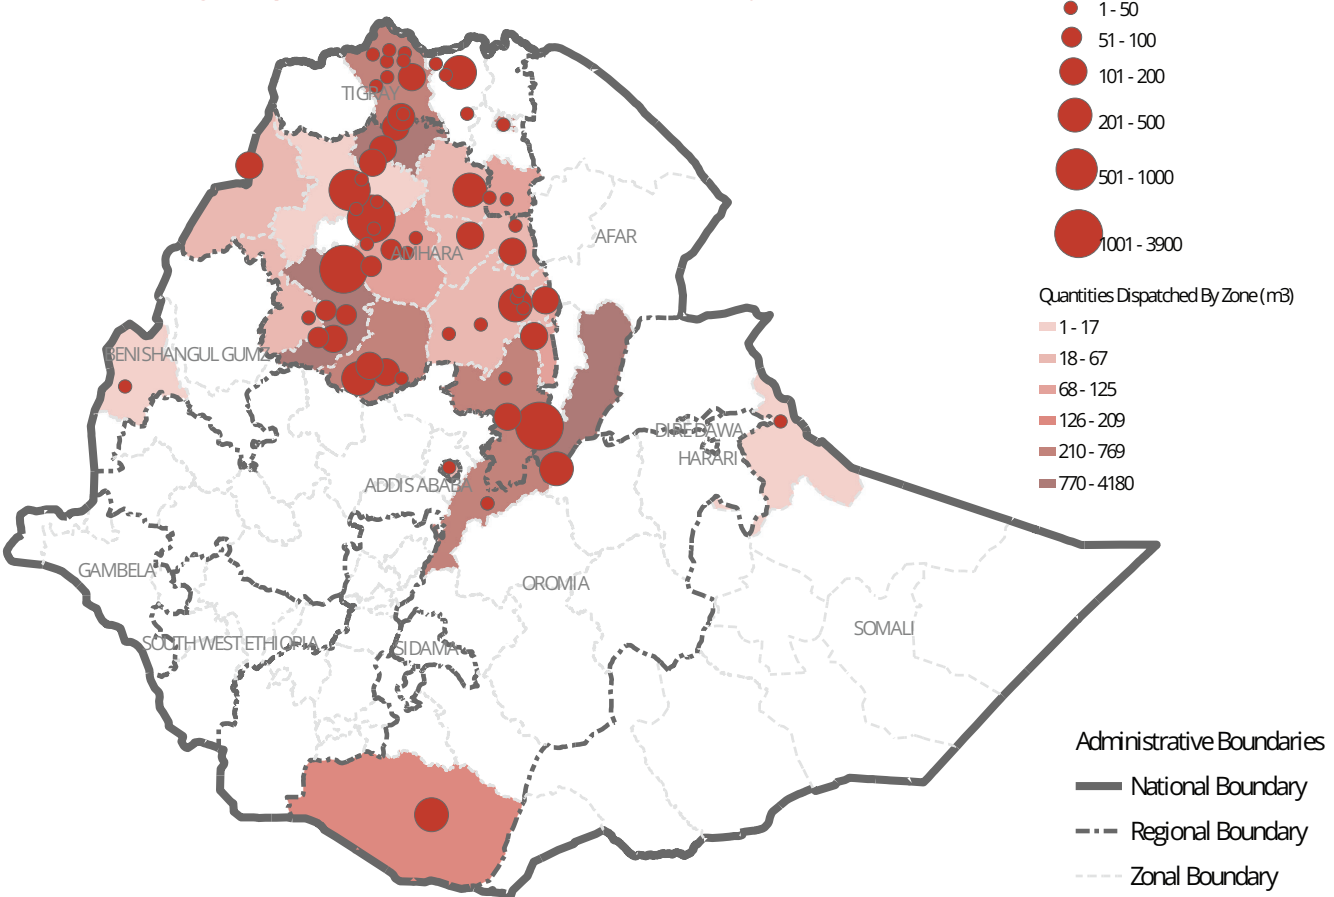 1 - 50
51 - 100
101 - 200
201 - 500
501 - 1000
1001 - 3900
Quantities Dispatched By Zone (m3)
1 - 17
18 - 67
68 - 125
126 - 209
210 - 769
770 - 4180
TIGRAY
AFAR
AMHARA
BENISHANGUL GUMZ
DIRE DAWA
HARARI
ADDIS ABABA
GAMBELA
OROMIA
SOMALI
SOUTH WEST ETHIOPIA
SIDAMA
Administrative Boundaries
National Boundary
Regional Boundary
Zonal Boundary